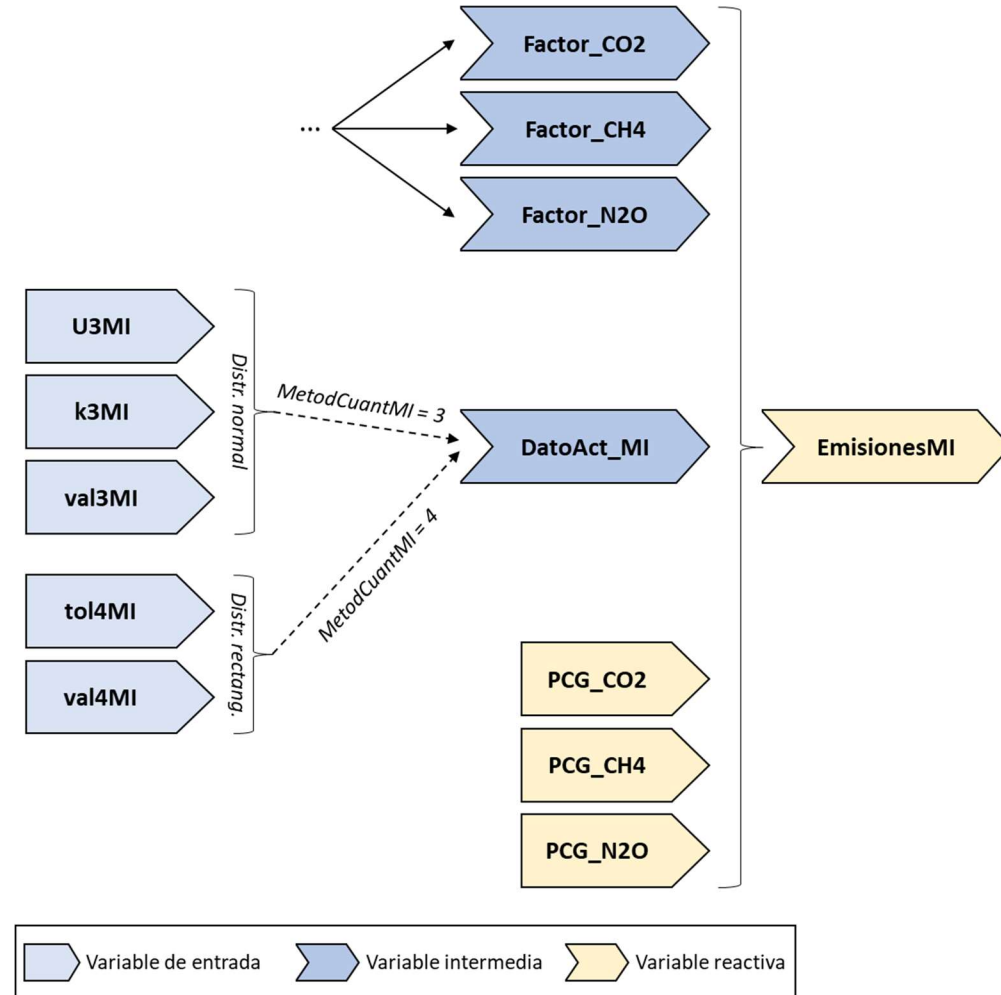 Factor_CO2
Factor_CH4
...
Factor_N2O
U3MI
k3MI
val3MI
Distr. normal
MetodCuantMI = 3
DatoAct_MI
EmisionesMI
tol4MI
val4MI
Distr. rectang.
MetodCuantMI = 4
PCG_CO2
PCG_CH4
PCG_N2O
Variable de entrada
Variable intermedia
Variable reactiva